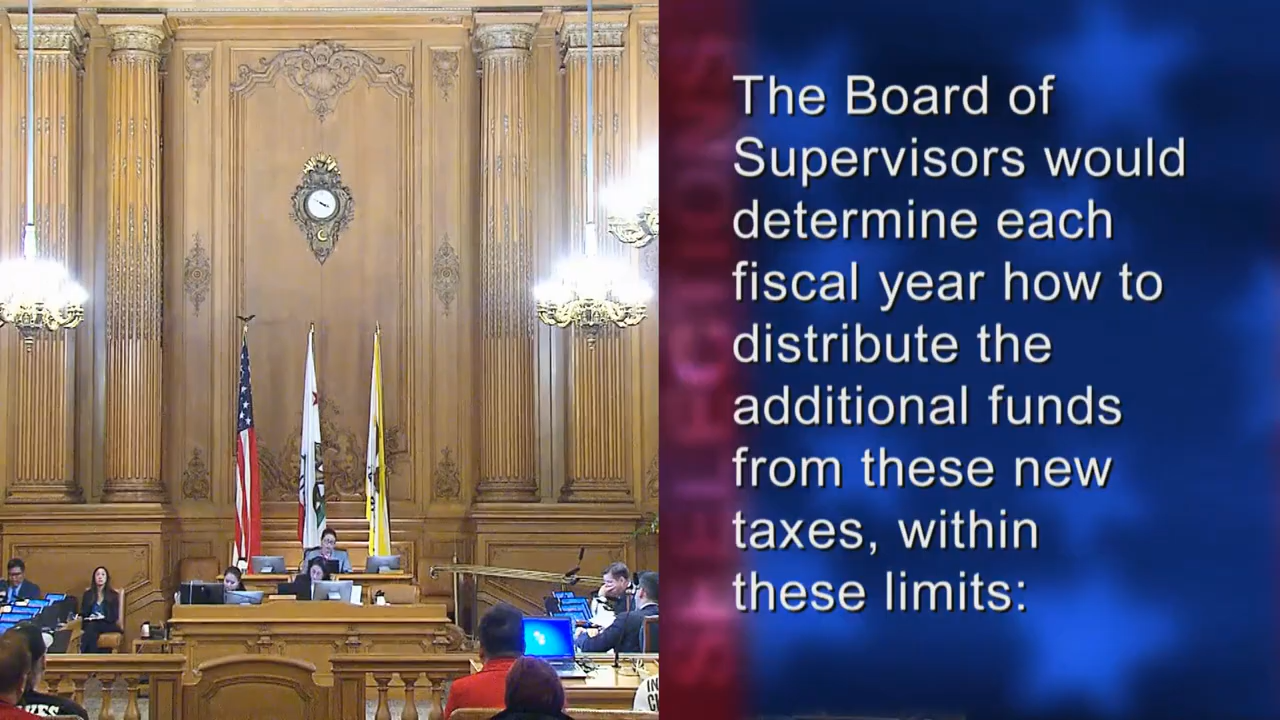 The Board of
Supervisors would
determine each
fiscal year how to
distribute the
additional funds
from these new
taxes, within
these limits: